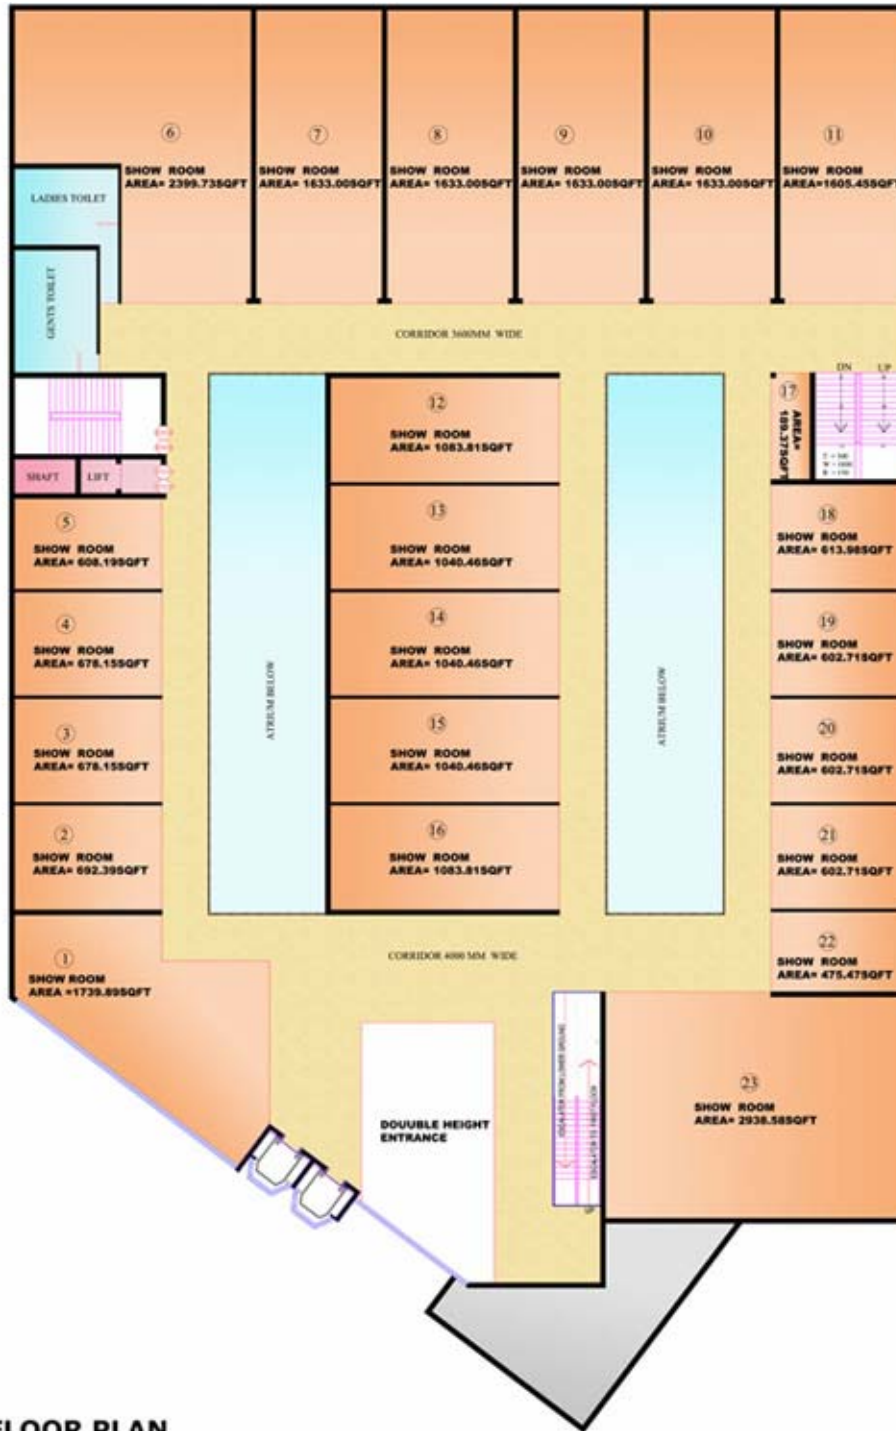 6
SHOW ROOM
AREA= 2399.73SQFT
7
SHOW ROOM
AREA= 1633.00SQFT
8
SHOW ROOM
AREA= 1633.00SQFT
9
SHOW ROOM
AREA= 1633.00SQFT
10
SHOW ROOM
AREA= 1633.00SQFT
11
SHOW ROOM
AREA=1605.45SQFT
LADIES TOILET
GENTS TOILET
CORRIDOR 3600MM WIDE
DN
UP
17
AREA=
189.37SQFT
12
SHOW ROOM
AREA= 1083.81SQFT
SHAFT
LIFT
13
SHOW ROOM
AREA= 1040.46SQFT
5
SHOW ROOM
AREA= 608.19SQFT
18
SHOW ROOM
AREA= 613.98SQFT
4
SHOW ROOM
AREA= 678.15SQFT
14
SHOW ROOM
AREA= 1040.46SQFT
19
SHOW ROOM
AREA= 602.71SQFT
ATRIUM BELOW
ATRIUM BELOW
3
SHOW ROOM
AREA= 678.15SQFT
15
SHOW ROOM
AREA= 1040.46SQFT
20
SHOW ROOM
AREA= 602.71SQFT
2
SHOW ROOM
AREA= 692.39SQFT
16
SHOW ROOM
AREA= 1083.81SQFT
21
SHOW ROOM
AREA= 602.71SQFT
1
SHOW ROOM
AREA =1739.89SQFT
CORRIDOR 4000 MM WIDE
22
SHOW ROOM
AREA= 475.47SQFT
23
SHOW ROOM
AREA= 2938.58SQFT
DOUUBLE HEIGHT
ENTRANCE
FLOOR PLAN